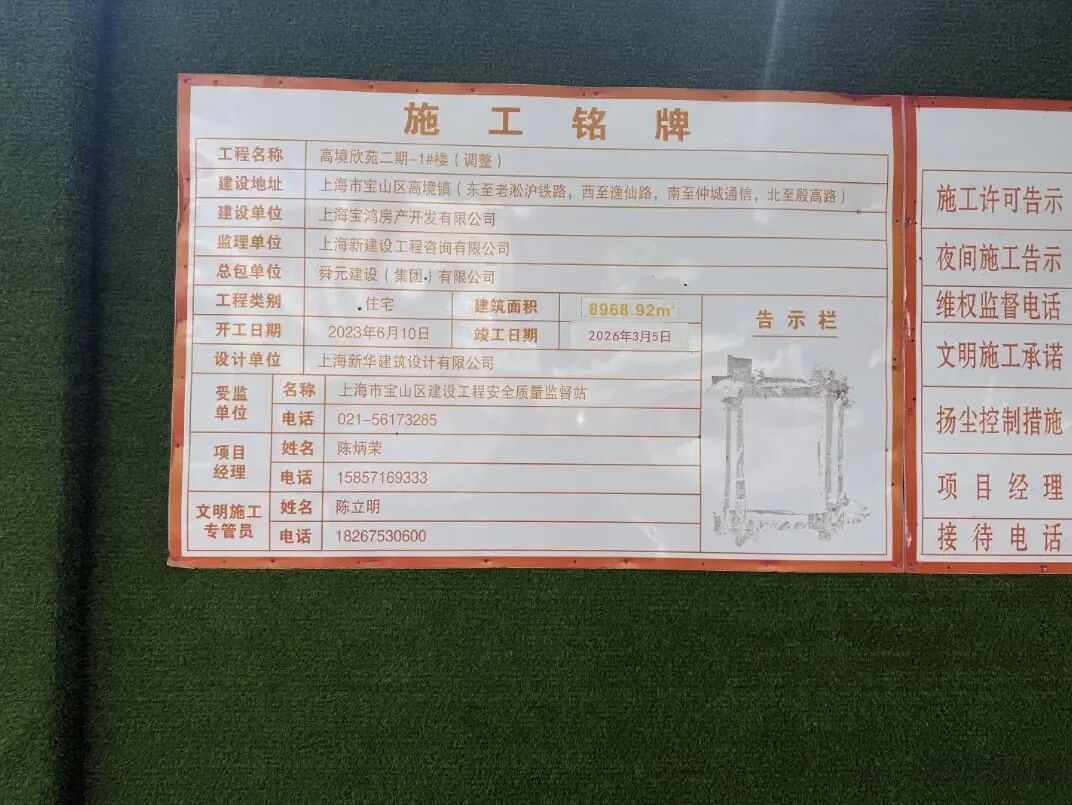 施工铭牌
工程名称 高境欣苑二期-1#楼（调整）
建设地址 上海市宝山区高境镇（东至老淞沪铁路，西至逸仙路，南至仲城通信，北至殷高路）
建设单位 上海宝鸿房产开发有限公司
监理单位 上海新建设工程咨询有限公司
总包单位 舜元建设（集团）有限公司
工程类别 住宅 建筑面积 8968.92m²
开工日期 2023年6月10日 竣工日期 2026年3月5日
设计单位 上海新华建筑设计有限公司
受监单位 名称 上海市宝山区建设工程安全质量监督站
电话 021-56173285
项目经理 姓名 陈炳荣
电话 15857169333
文明施工专管员 姓名 陈立明
电话 18267530600
告示栏
施工许可告示
夜间施工告示
维权监督电话
文明施工承诺
扬尘控制措施
项目经理
接待电话